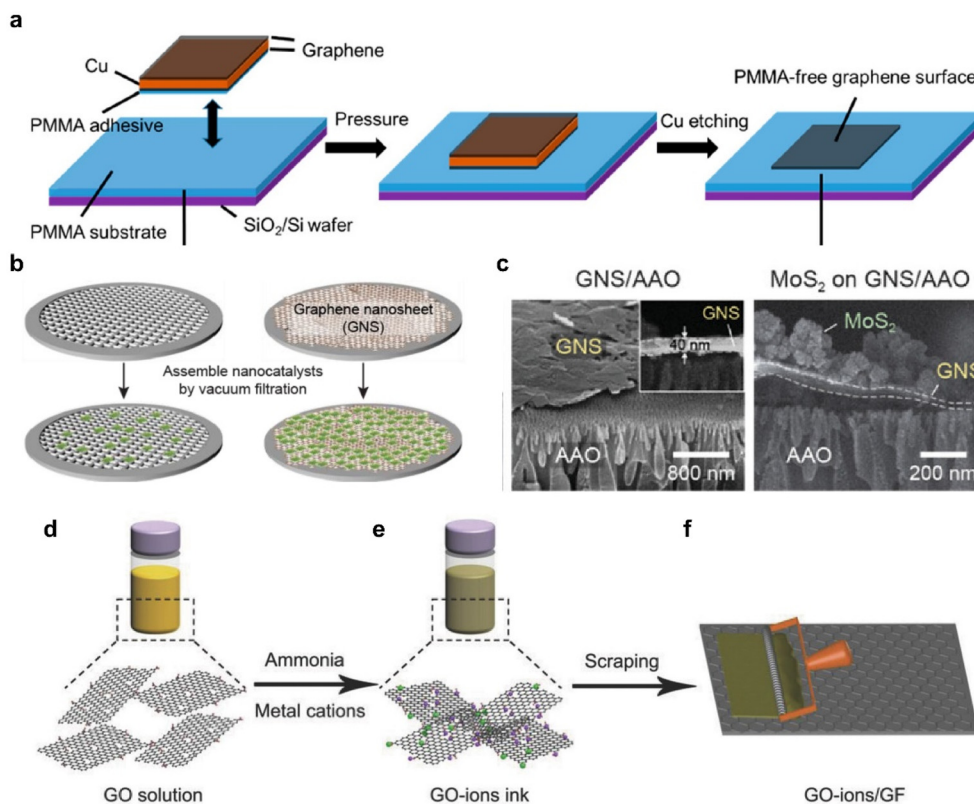 a
Graphene
Cu
PMMA adhesive
PMMA substrate
SiO₂/Si wafer
Pressure
Cu etching
PMMA-free graphene surface
b
Graphene nanosheet
(GNS)
Assemble nanocatalysts
by vacuum filtration
c
GNS/AAO
GNS
GNS
40 nm
AAO
800 nm
MoS₂ on GNS/AAO
MoS₂
GNS
AAO
200 nm
d
GO solution
Ammonia
Metal cations
e
GO-ions ink
Scraping
f
GO-ions/GF